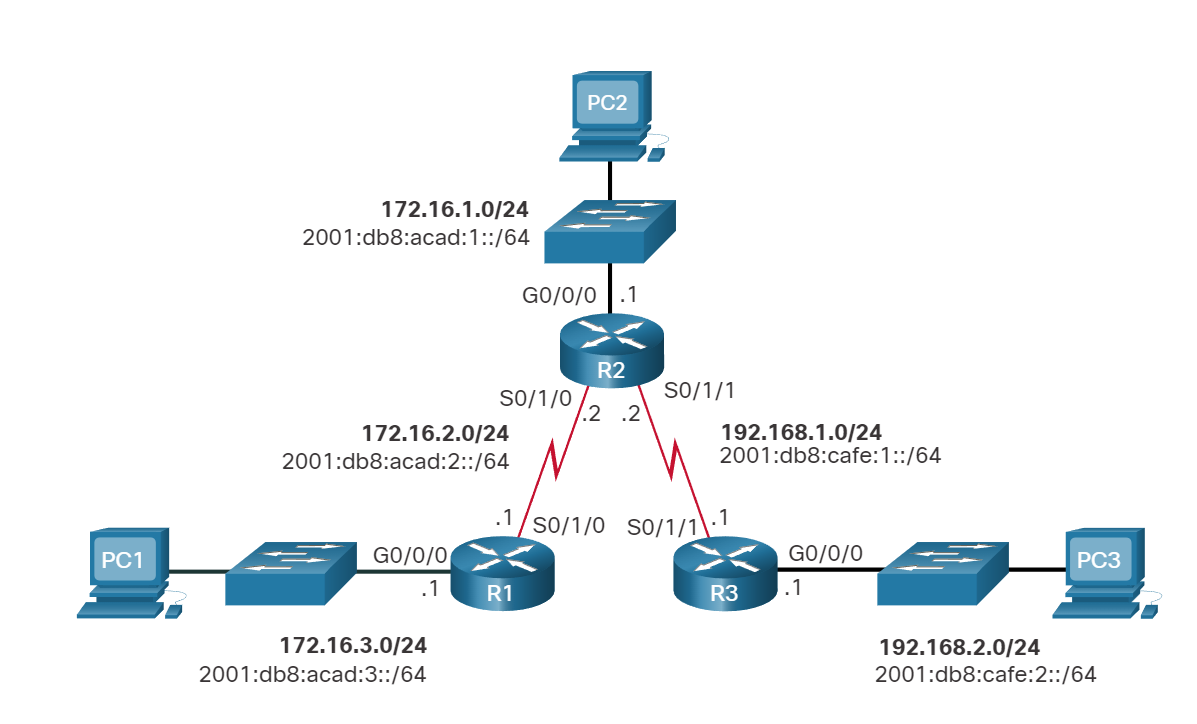 PC2
172.16.1.0/24
2001:db8:acad:1::/64
G0/0/0
.1
R2
S0/1/0
S0/1/1
.2
.2
172.16.2.0/24
2001:db8:acad:2::/64
192.168.1.0/24
2001:db8:cafe:1::/64
.1
S0/1/0
S0/1/1
.1
PC1
G0/0/0
.1
R1
R3
G0/0/0
.1
PC3
172.16.3.0/24
2001:db8:acad:3::/64
192.168.2.0/24
2001:db8:cafe:2::/64